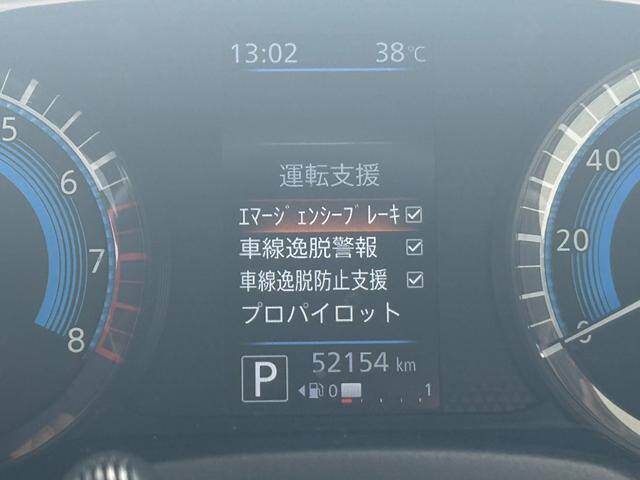 13:02 38℃
運転支援
エマージェンシーブレーキ
車線逸脱警報
車線逸脱防止支援
プロパイロット
P 52154 km
0 1
5
6
7
8
40
20
0